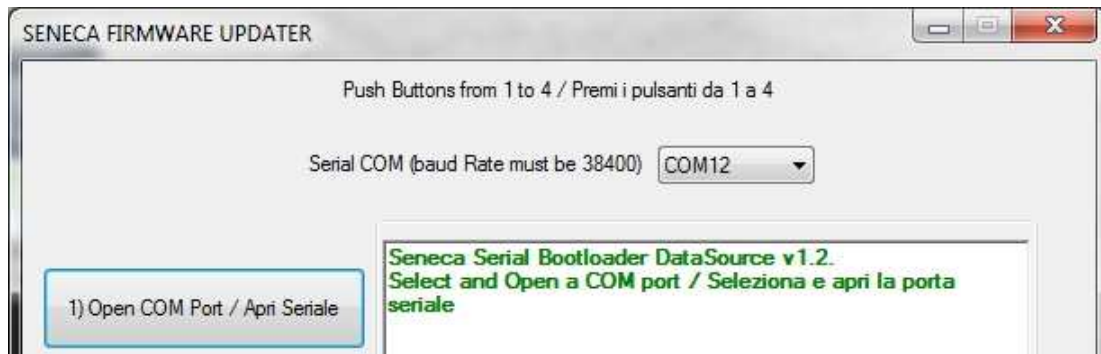 SENECA FIRMWARE UPDATER
Push Buttons from 1 to 4 / Premi i pulsanti da 1 a 4
Serial COM (baud Rate must be 38400) COM12
Seneca Serial Bootloader DataSource v1.2.
Select and Open a COM port / Seleziona e apri la porta
seriale
1) Open COM Port / Apri Seriale